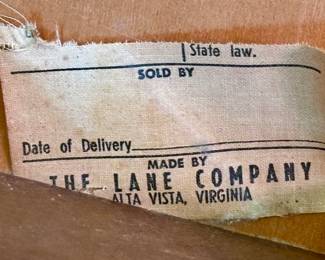 State law.
SOLD BY
Date of Delivery
MADE BY
THE LANE COMPANY
ALTA VISTA, VIRGINIA